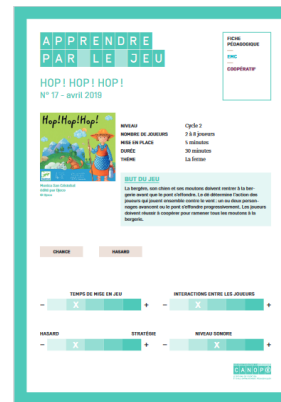 APPRENDRE
PAR LE JEU
FICHE
PÉDAGOGIQUE
EMC
COOPÉRATIF
HOP ! HOP ! HOP !
N° 17 - avril 2019
Hop! Hop! Hop!
DJECO
NIVEAU Cycle 2
NOMBRE DE JOUEURS 2 à 8 joueurs
MISE EN PLACE 5 minutes
DURÉE 30 minutes
THÈME La ferme
BUT DU JEU
La bergère, son chien et ses moutons doivent rentrer à la ber-
gerie avant que le pont s'effondre. Le dé détermine l'action des
joueurs qui jouent ensemble contre le vent : un ou deux person-
nages avancent ou le pont s'effondre progressivement. Les joueurs
doivent réussir à coopérer pour ramener tous les moutons à la
bergerie.
CHANCE HASARD
TEMPS DE MISE EN JEU
- X +
INTERACTIONS ENTRE LES JOUEURS
- X +
HASARD STRATÉGIE
- X +
NIVEAU SONORE
- X +
CANOPÉ